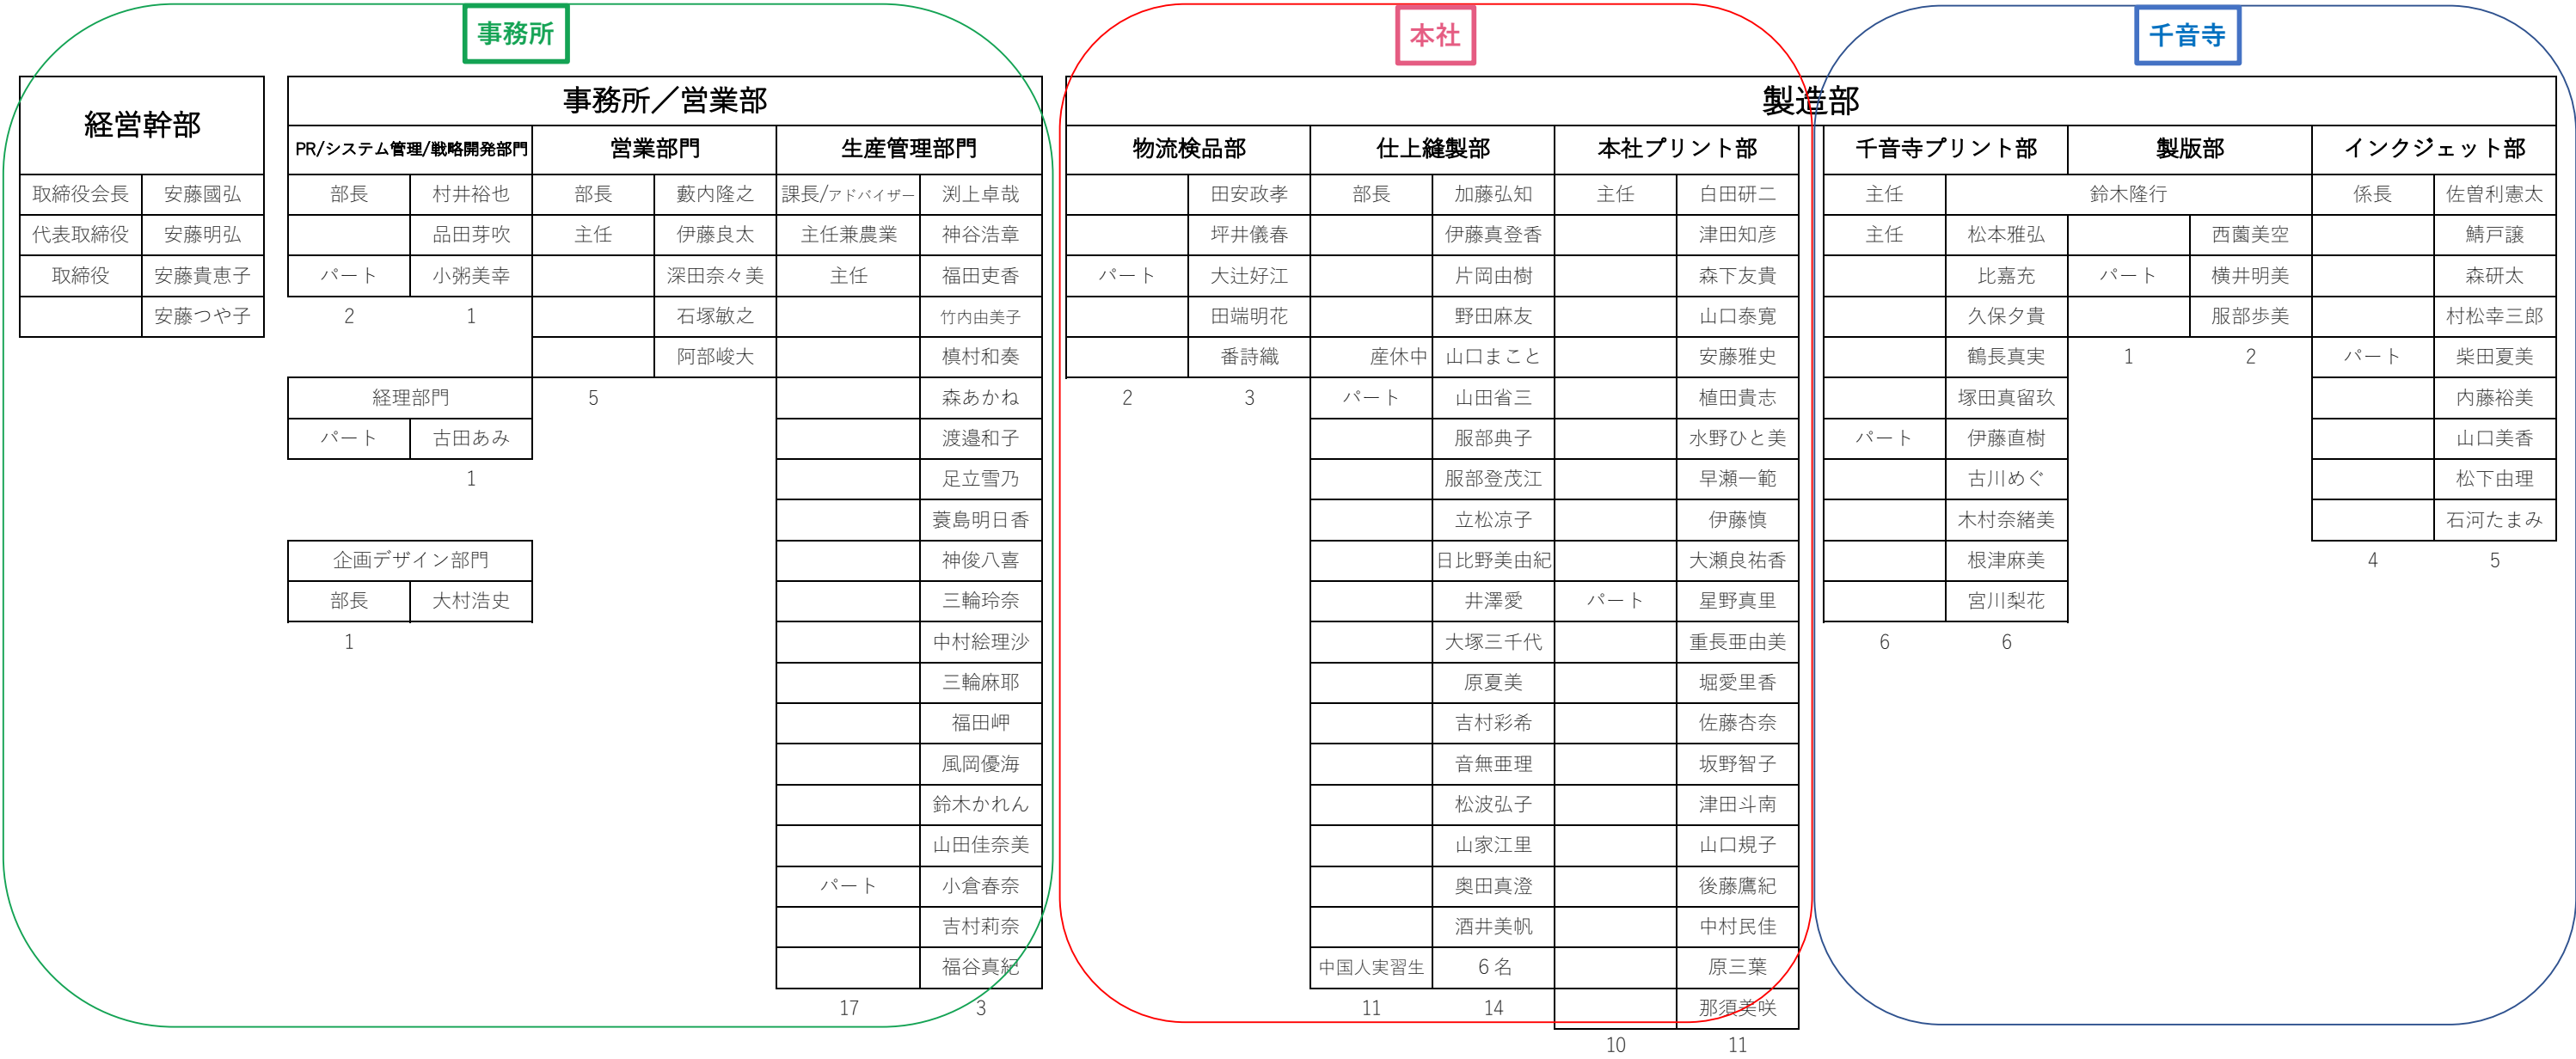 事務所 本社 千音寺
経営幹部 事務所／営業部 製造部
PR/システム管理/戦略開発部門 営業部門 生産管理部門 物流検品部 仕上縫製部 本社プリント部 千音寺プリント部 製版部 インクジェット部
取締役会長 安藤國弘 部長 村井裕也 部長 藪内隆之 課長/アドバイザー 渕上卓哉 田安政孝 部長 加藤弘知 主任 白田研二 主任 鈴木隆行 係長 佐曽利憲太
代表取締役 安藤明弘 品田芽吹 主任 伊藤良太 主任兼農業 神谷浩章 坪井儀春 伊藤真登香 津田知彦 主任 松本雅弘 西薗美空 鯖戸譲
取締役 安藤貴恵子 パート 小粥美幸 深田奈々美 主任 福田吏香 パート 大辻好江 片岡由樹 森下友貴 比嘉充 パート 横井明美 森研太
安藤つや子 2 1 石塚敏之 竹内由美子 田端明花 野田麻友 山口泰寛 久保夕貴 服部歩美 村松幸三郎
阿部峻大 槙村和奏 番詩織 産休中 山口まこと 安藤雅史 鶴長真実 1 2 パート 柴田夏美
経理部門 5 森あかね 2 3 パート 山田省三 植田貴志 塚田真留玖 内藤裕美
パート 古田あみ 渡邉和子 服部典子 水野ひと美 パート 伊藤直樹 山口美香
1 足立雪乃 服部登茂江 早瀬一範 古川めぐ 松下由理
蓑島明日香 立松凉子 伊藤慎 木村奈緒美 石河たまみ
企画デザイン部門 神俊八喜 日比野美由紀 大瀬良祐香 根津麻美 4 5
部長 大村浩史 三輪玲奈 井澤愛 パート 星野真里 宮川梨花
1 中村絵理沙 大塚三千代 重長亜由美 6 6
三輪麻耶 原夏美 堀愛里香
福田岬 吉村彩希 佐藤杏奈
風岡優海 音無亜理 坂野智子
鈴木かれん 松波弘子 津田斗南
山田佳奈美 山家江里 山口規子
パート 小倉春奈 奥田真澄 後藤鷹紀
吉村莉奈 酒井美帆 中村民佳
福谷真紀 中国人実習生 6名 原三葉
17 3 11 14 那須美咲
10 11